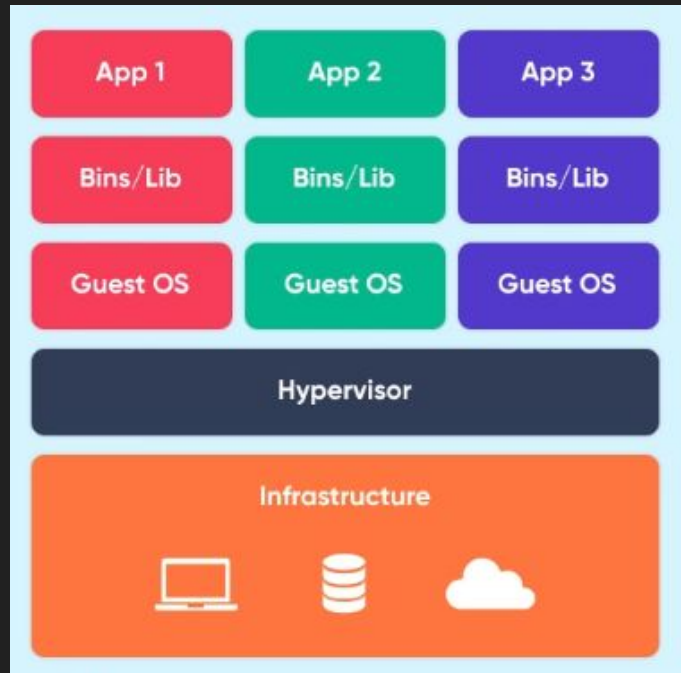 App 1 App 2 App 3
Bins/Lib Bins/Lib Bins/Lib
Guest OS Guest OS Guest OS
Hypervisor
Infrastructure